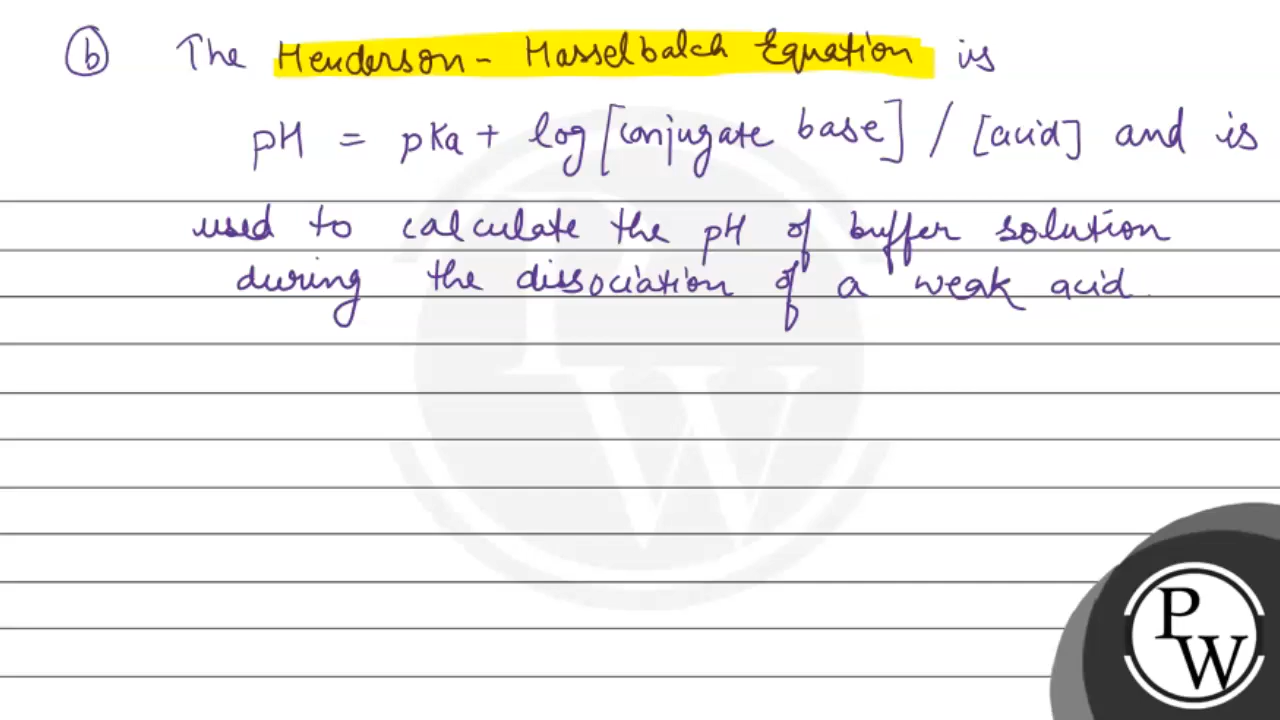 (b) The Henderson - Hasselbalch Equation is
pH = pKa + log [conjugate base] / [acid] and is
used to calculate the pH of buffer solution
during the dissociation of a weak acid.
PW
PW